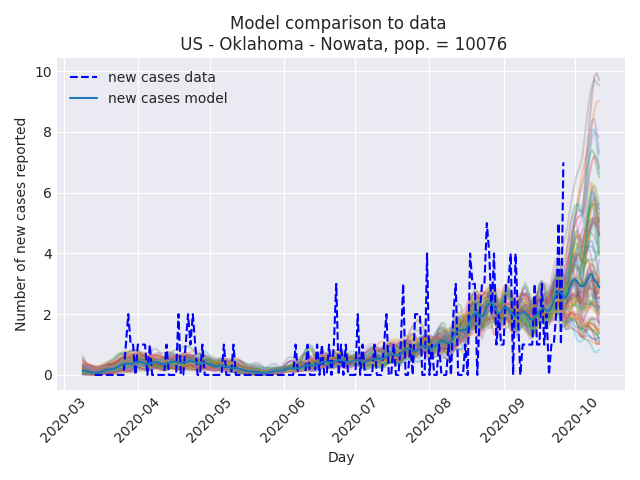 Model comparison to data
US - Oklahoma - Nowata, pop. = 10076
10
8
6
4
2
0
Number of new cases reported
new cases data
new cases model
2020-03
2020-04
2020-05
2020-06
2020-07
2020-08
2020-09
2020-10
Day